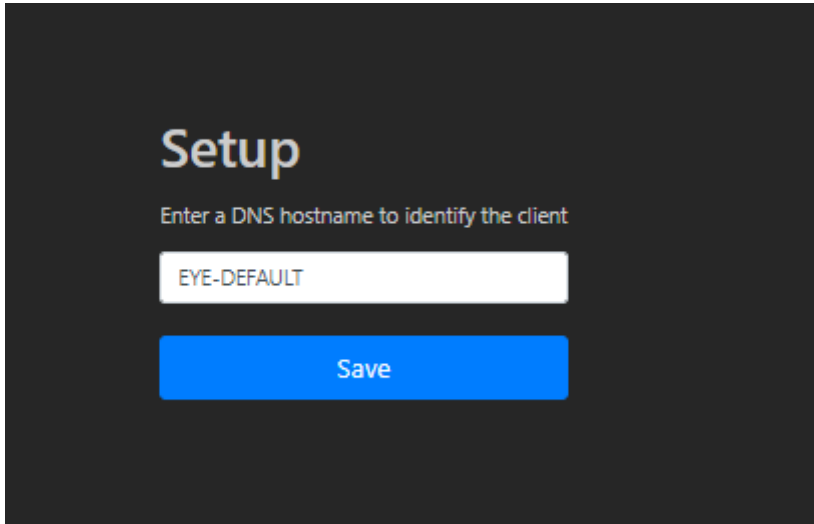 Setup
Enter a DNS hostname to identify the client
EYE-DEFAULT
Save